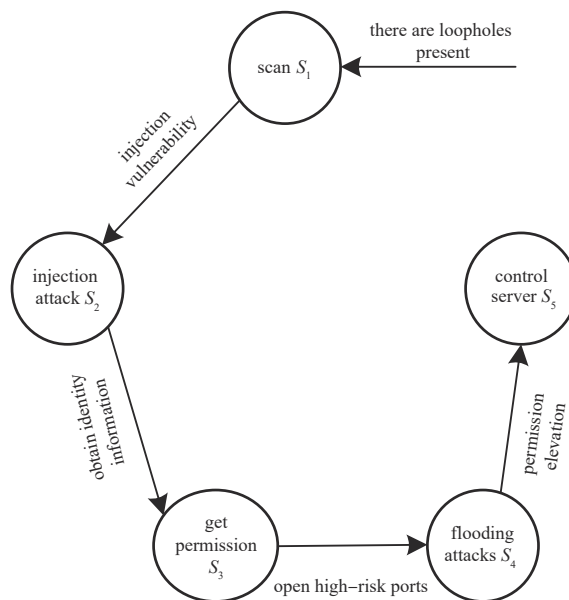 there are loopholes
present
scan S₁
injection
vulnerability
injection
attack S₂
control
server S₅
obtain identity
information
permission
elevation
get
permission
S₃
flooding
attacks S₄
open high−risk ports